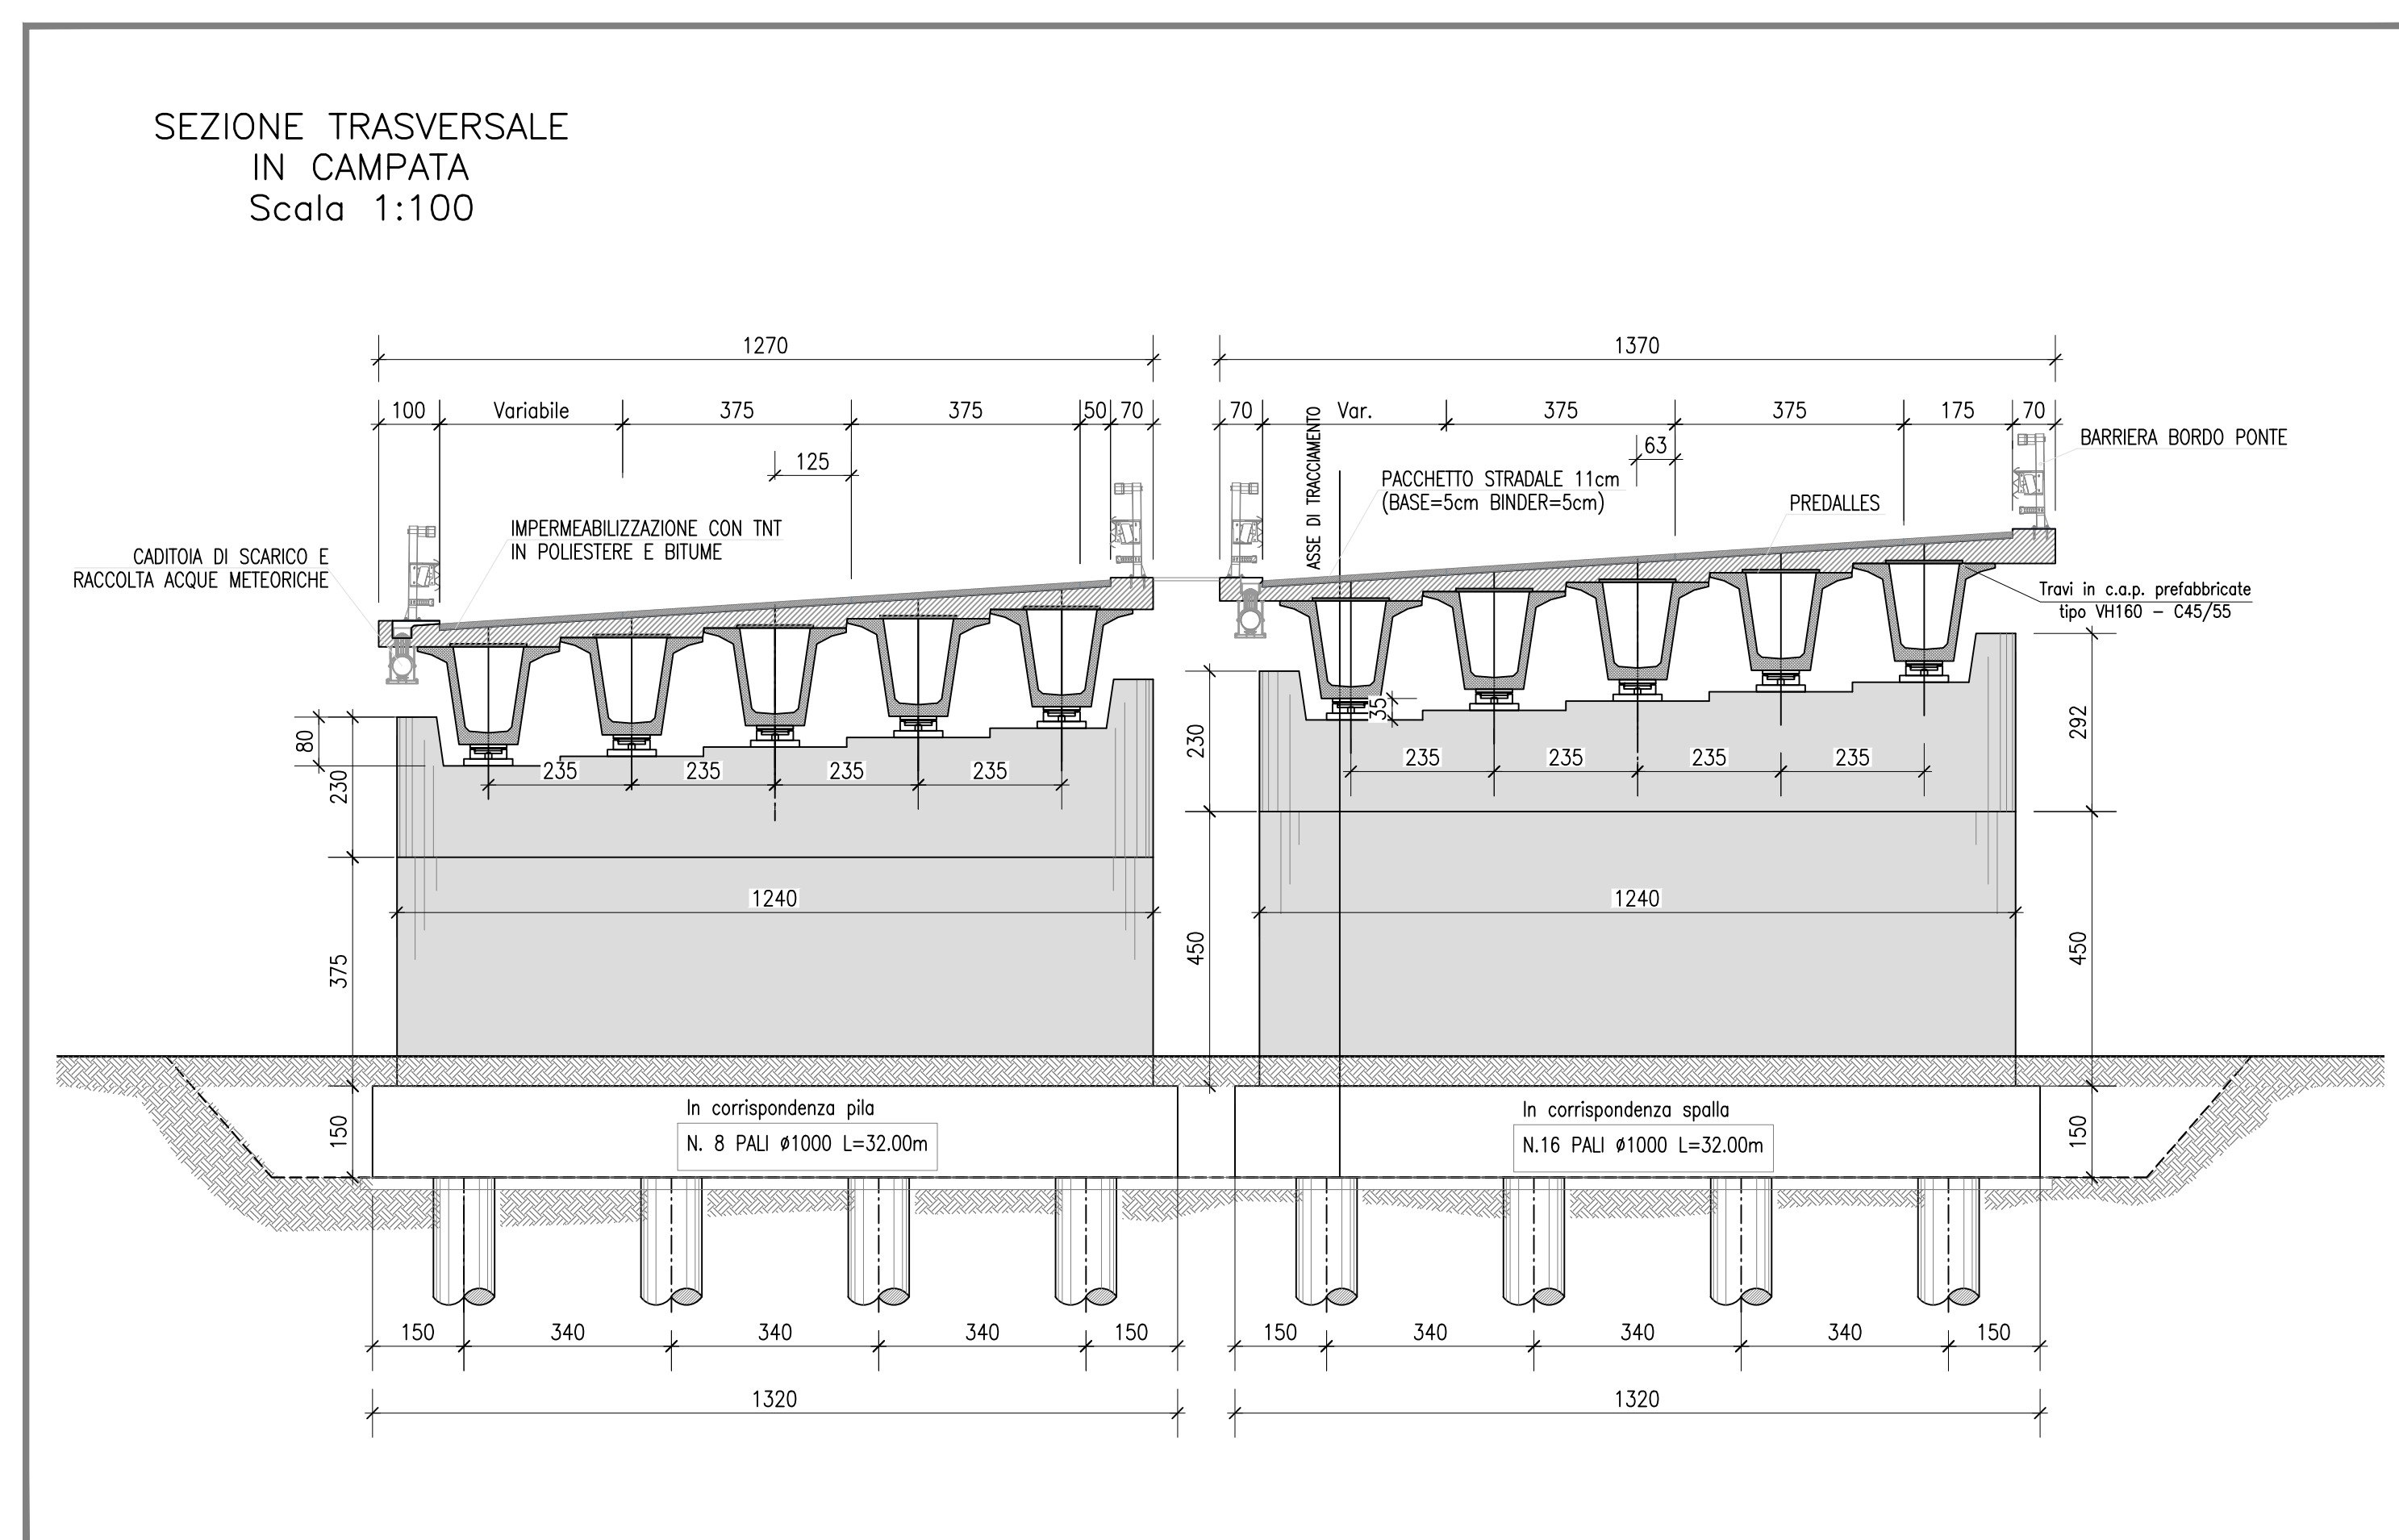 SEZIONE TRASVERSALE
IN CAMPATA
Scala 1:100
1270
1370
100
Variabile
375
375
50
70
70
Var.
375
375
175
70
125
63
ASSE DI TRACCIAMENTO
BARRIERA BORDO PONTE
PACCHETTO STRADALE 11cm
(BASE=5cm BINDER=5cm)
PREDALLES
IMPERMEABILIZZAZIONE CON TNT
IN POLIESTERE E BITUME
CADITOIA DI SCARICO E
RACCOLTA ACQUE METEORICHE
Travi in c.a.p. prefabbricate
tipo VH160 - C45/55
80
230
35
230
292
235
235
235
235
235
235
235
235
1240
1240
375
450
450
In corrispondenza pila
N. 8 PALI ø1000 L=32.00m
In corrispondenza spalla
N.16 PALI ø1000 L=32.00m
150
150
150
340
340
340
150
150
340
340
340
150
1320
1320